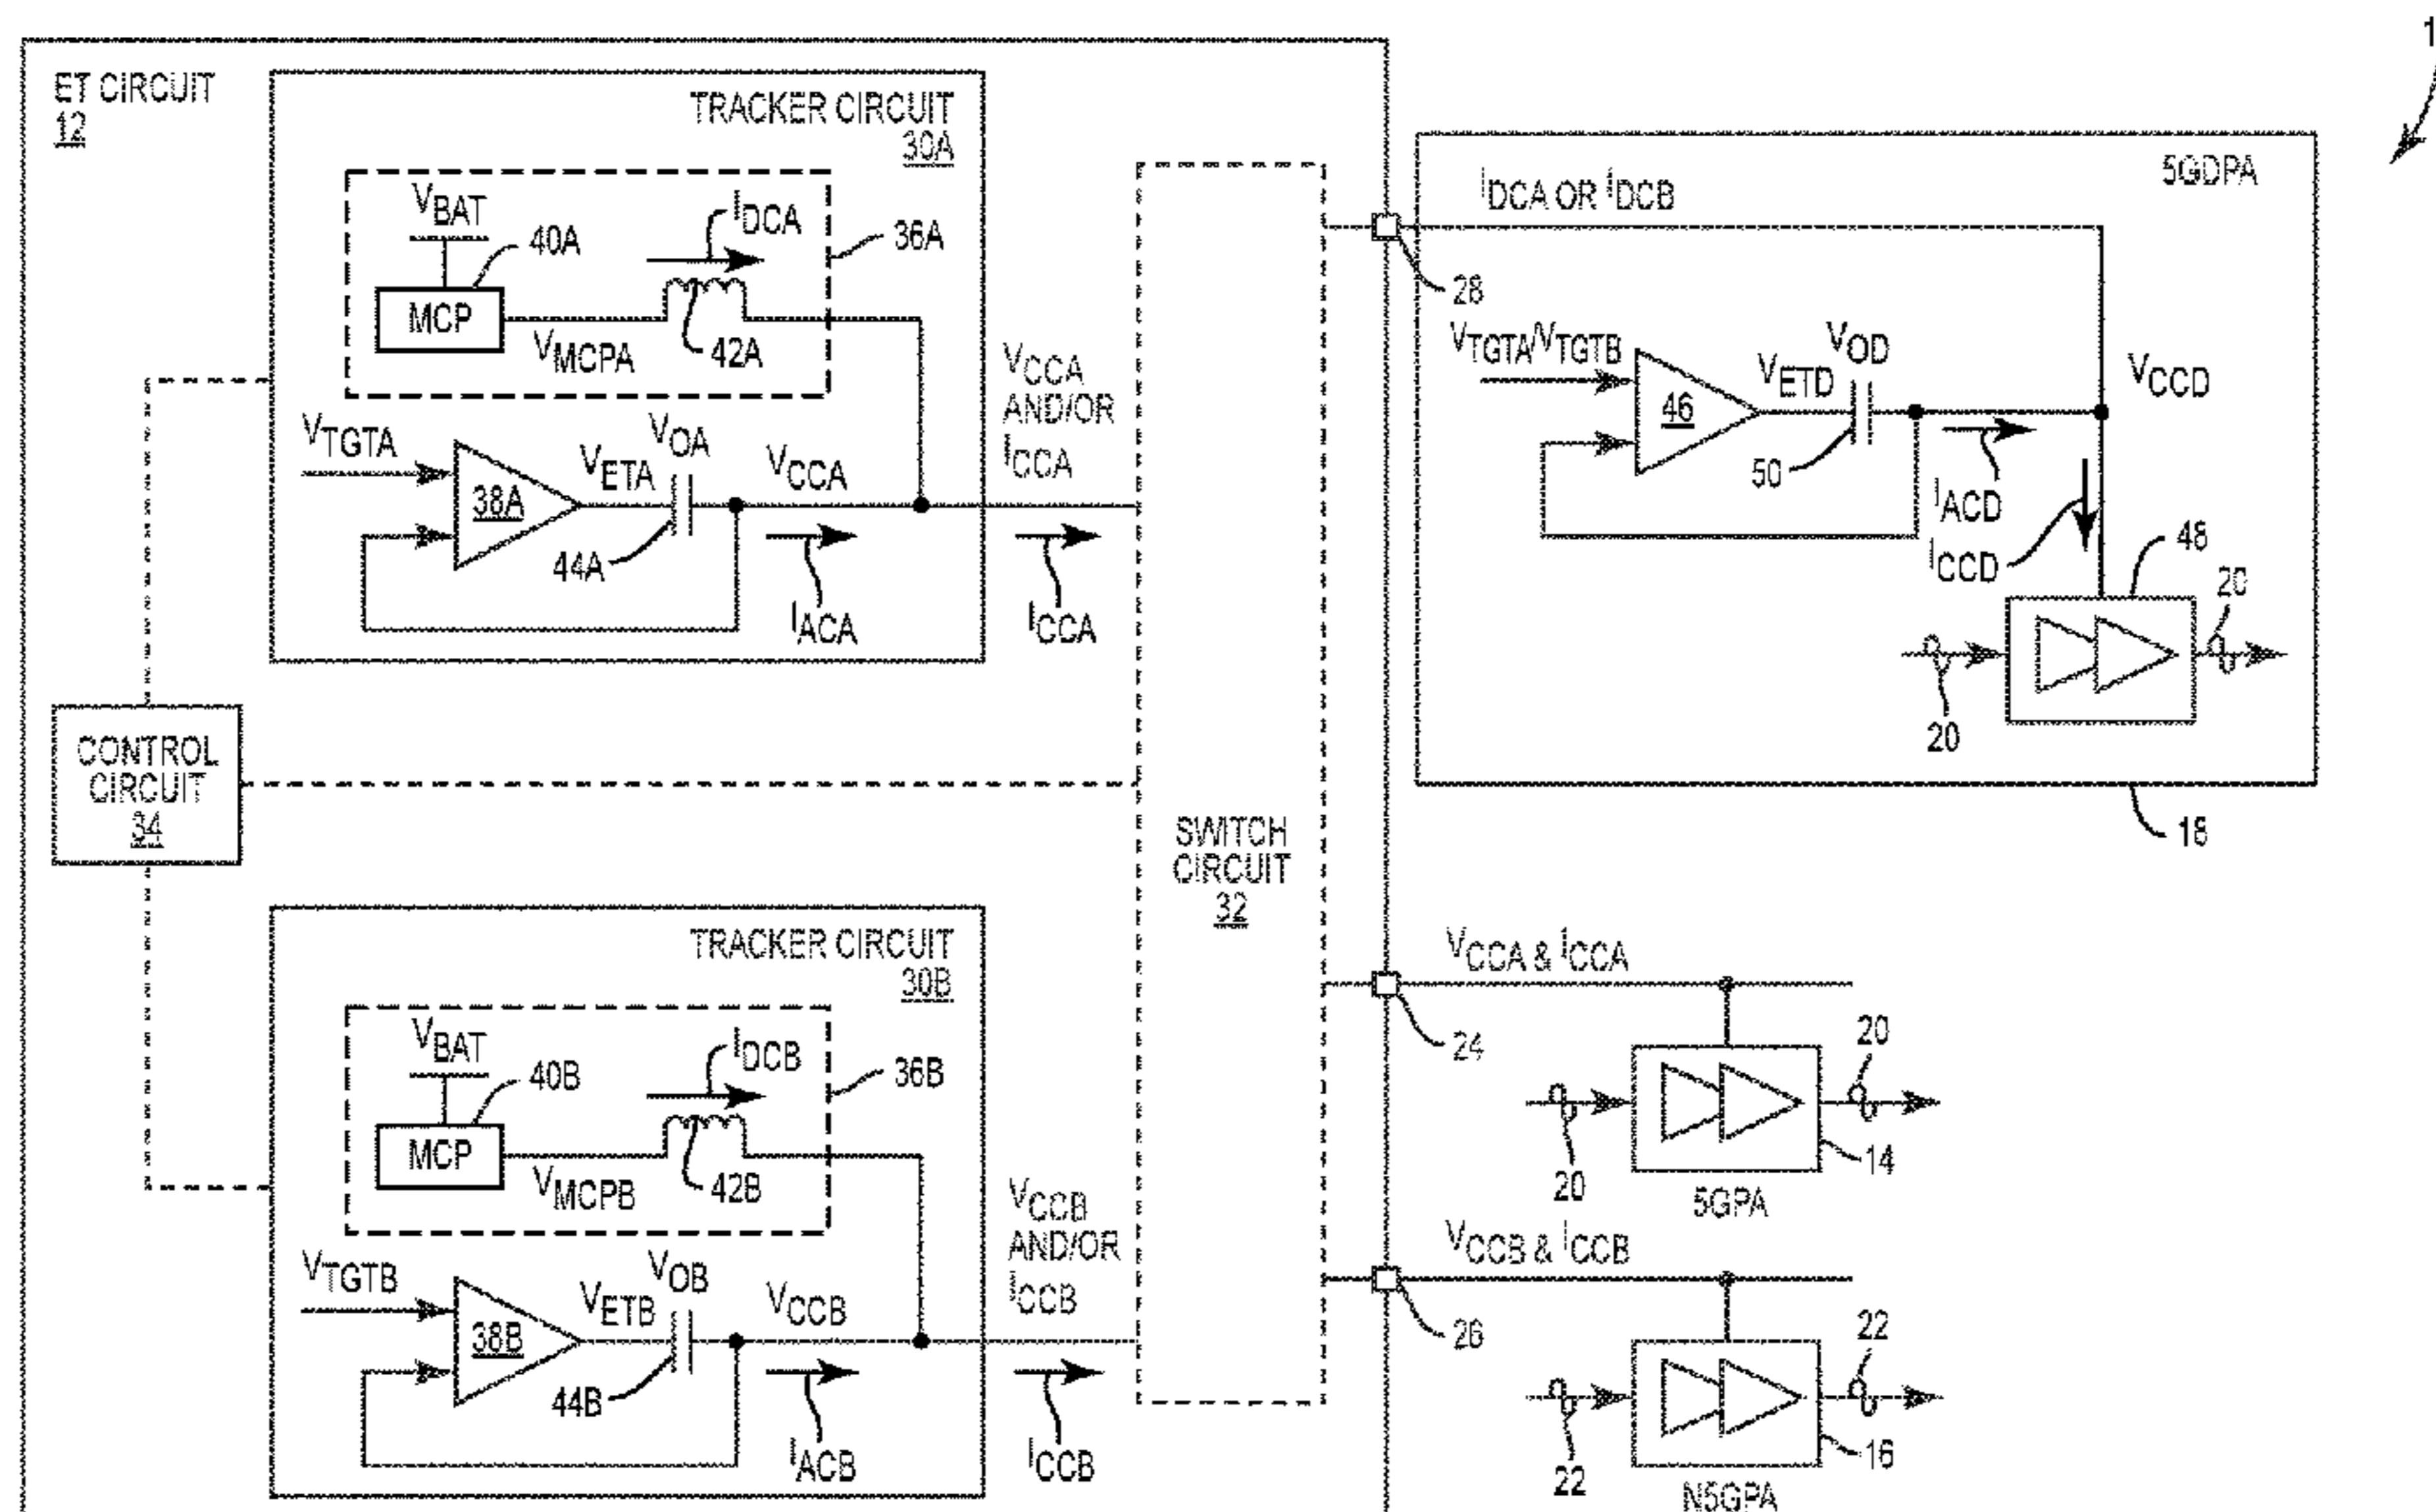 1
ET CIRCUIT
12
TRACKER CIRCUIT
30A
VBAT
40A
IDCA
36A
MCP
VMCPA
42A
VTGTA
38A
VETA
VOA
44A
VCCA
IACA
VCCA
AND/OR
ICCA
ICCA
CONTROL
CIRCUIT
34
SWITCH
CIRCUIT
32
TRACKER CIRCUIT
30B
VBAT
40B
IDCB
36B
MCP
VMCPB
42B
VTGTB
38B
VETB
VOB
44B
VCCB
IACB
VCCB
AND/OR
ICCB
ICCB
5GDPA
IDCA OR IDCB
28
VTGTA/VTGTB
46
VETD
VOD
50
VCCD
IACD
ICCD
48
20
20
18
VCCA & ICCA
24
20
20
14
5GPA
VCCB & ICCB
26
22
22
16
N5GPA